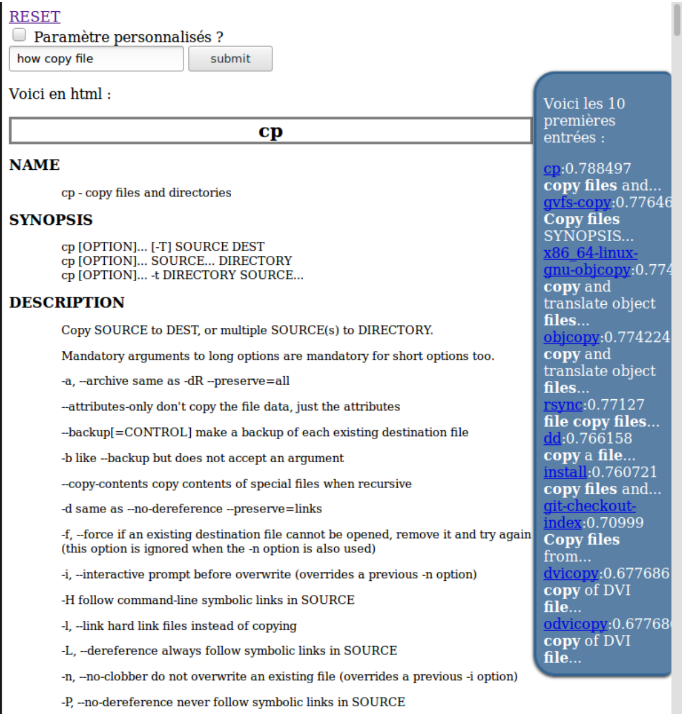 RESET
Paramètre personnalisés ?
how copy file
submit
Voici en html :
cp
NAME
cp - copy files and directories
SYNOPSIS
cp [OPTION]... [-T] SOURCE DEST
cp [OPTION]... SOURCE... DIRECTORY
cp [OPTION]... -t DIRECTORY SOURCE...
DESCRIPTION
Copy SOURCE to DEST, or multiple SOURCE(s) to DIRECTORY.
Mandatory arguments to long options are mandatory for short options too.
-a, --archive same as -dR --preserve=all
--attributes-only don't copy the file data, just the attributes
--backup[=CONTROL] make a backup of each existing destination file
-b like --backup but does not accept an argument
--copy-contents copy contents of special files when recursive
-d same as --no-dereference --preserve=links
-f, --force if an existing destination file cannot be opened, remove it and try again
(this option is ignored when the -n option is also used)
-i, --interactive prompt before overwrite (overrides a previous -n option)
-H follow command-line symbolic links in SOURCE
-l, --link hard link files instead of copying
-L, --dereference always follow symbolic links in SOURCE
-n, --no-clobber do not overwrite an existing file (overrides a previous -i option)
-P, --no-dereference never follow symbolic links in SOURCE
Voici les 10
premières
entrées :
cp:0.788497
copy files and...
gvfs-copy:0.77646
Copy files
SYNOPSIS...
x86_64-linux-
gnu-objcopy:0.774
copy and
translate object
files...
objcopy:0.774224
copy and
translate object
files...
rsync:0.77127
file copy files...
dd:0.766158
copy a file...
install:0.760721
copy files and...
git-checkout-
index:0.70999
Copy files
from...
dvicopy:0.677686
copy of DVI
file...
odvicopy:0.67768
copy of DVI
file...